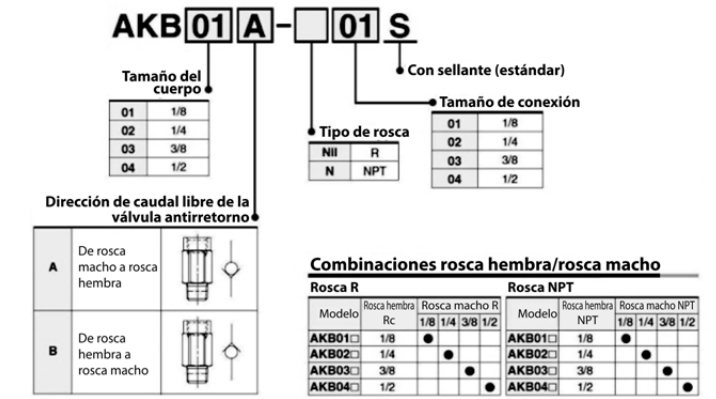 AKB 01 A - □ 01 S
Con sellante (estándar)
Tamaño del
cuerpo
01 1/8
02 1/4
03 3/8
04 1/2
Tamaño de conexión
01 1/8
02 1/4
03 3/8
04 1/2
Tipo de rosca
Nil R
N NPT
Dirección de caudal libre de la
válvula antirretorno
A
De rosca
macho a rosca
hembra
B
De rosca
hembra a
rosca macho
Combinaciones rosca hembra/rosca macho
Rosca R
Modelo
Rosca hembra
Rc
Rosca macho R
1/8 1/4 3/8 1/2
AKB01□ 1/8 ●
AKB02□ 1/4 ●
AKB03□ 3/8 ●
AKB04□ 1/2 ●
Rosca NPT
Modelo
Rosca hembra
NPT
Rosca macho NPT
1/8 1/4 3/8 1/2
AKB01□ 1/8 ●
AKB02□ 1/4 ●
AKB03□ 3/8 ●
AKB04□ 1/2 ●